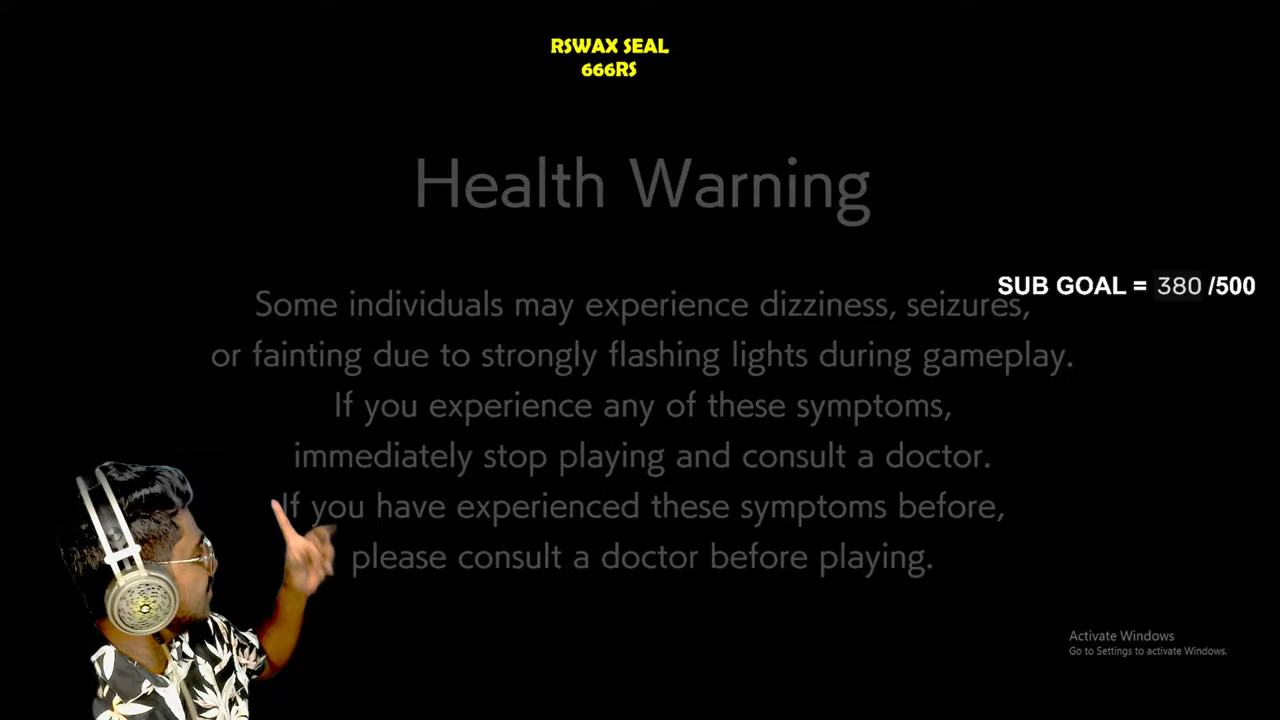 RSWAX SEAL
666RS
Health Warning
SUB GOAL = 380 /500
Some individuals may experience dizziness, seizures,
or fainting due to strongly flashing lights during gameplay.
If you experience any of these symptoms,
immediately stop playing and consult a doctor.
If you have experienced these symptoms before,
please consult a doctor before playing.
Activate Windows
Go to Settings to activate Windows.